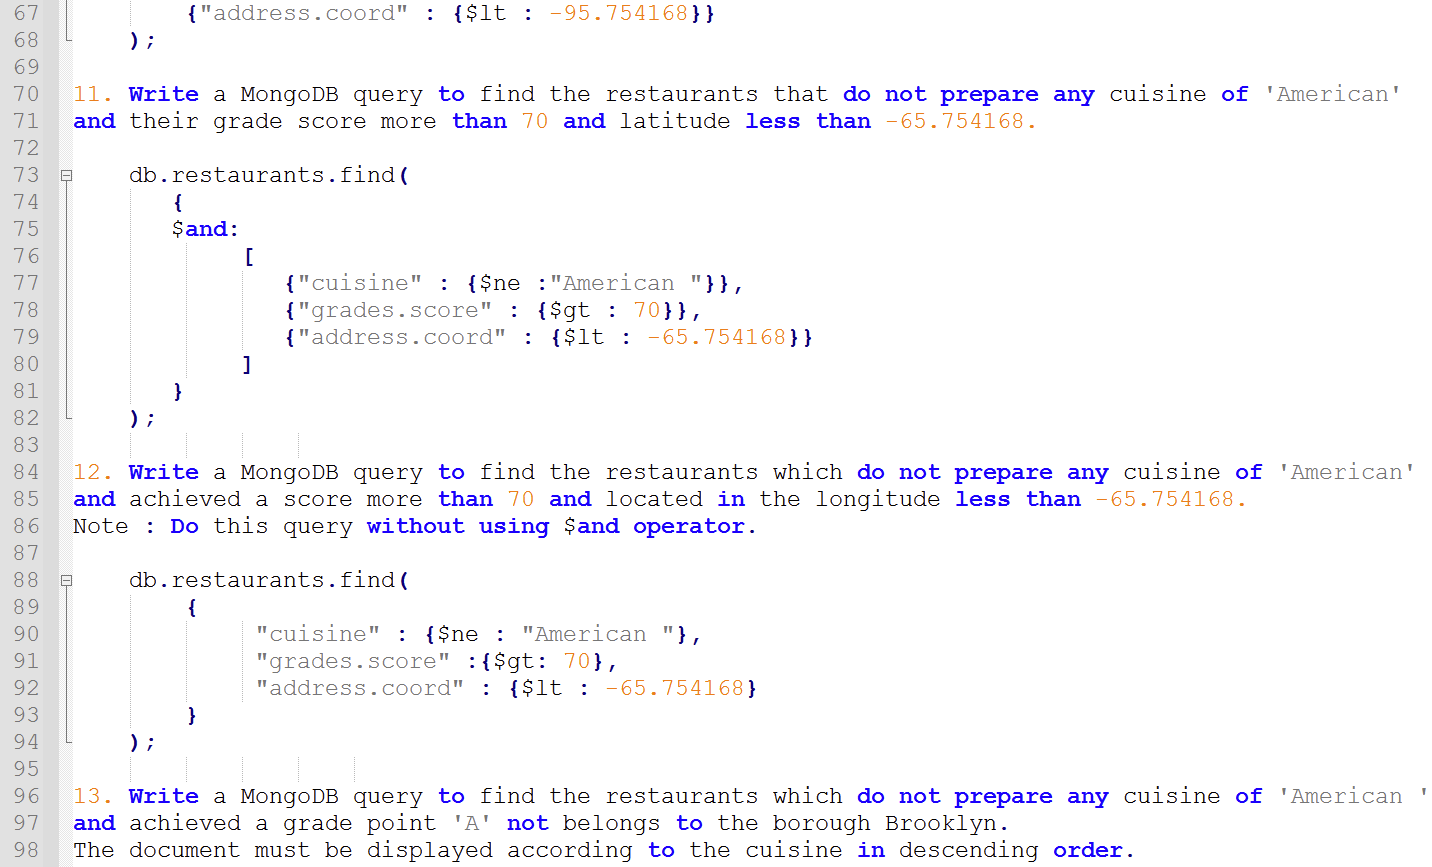 67 {"address.coord" : {$lt : -95.754168}}
68 );
69
70 11. Write a MongoDB query to find the restaurants that do not prepare any cuisine of 'American'
71 and their grade score more than 70 and latitude less than -65.754168.
72
73 db.restaurants.find(
74 {
75 $and:
76 [
77 {"cuisine" : {$ne :"American "}},
78 {"grades.score" : {$gt : 70}},
79 {"address.coord" : {$lt : -65.754168}}
80 ]
81 }
82 );
83
84 12. Write a MongoDB query to find the restaurants which do not prepare any cuisine of 'American'
85 and achieved a score more than 70 and located in the longitude less than -65.754168.
86 Note : Do this query without using $and operator.
87
88 db.restaurants.find(
89 {
90 "cuisine" : {$ne : "American "},
91 "grades.score" :{$gt: 70},
92 "address.coord" : {$lt : -65.754168}
93 }
94 );
95
96 13. Write a MongoDB query to find the restaurants which do not prepare any cuisine of 'American '
97 and achieved a grade point 'A' not belongs to the borough Brooklyn.
98 The document must be displayed according to the cuisine in descending order.